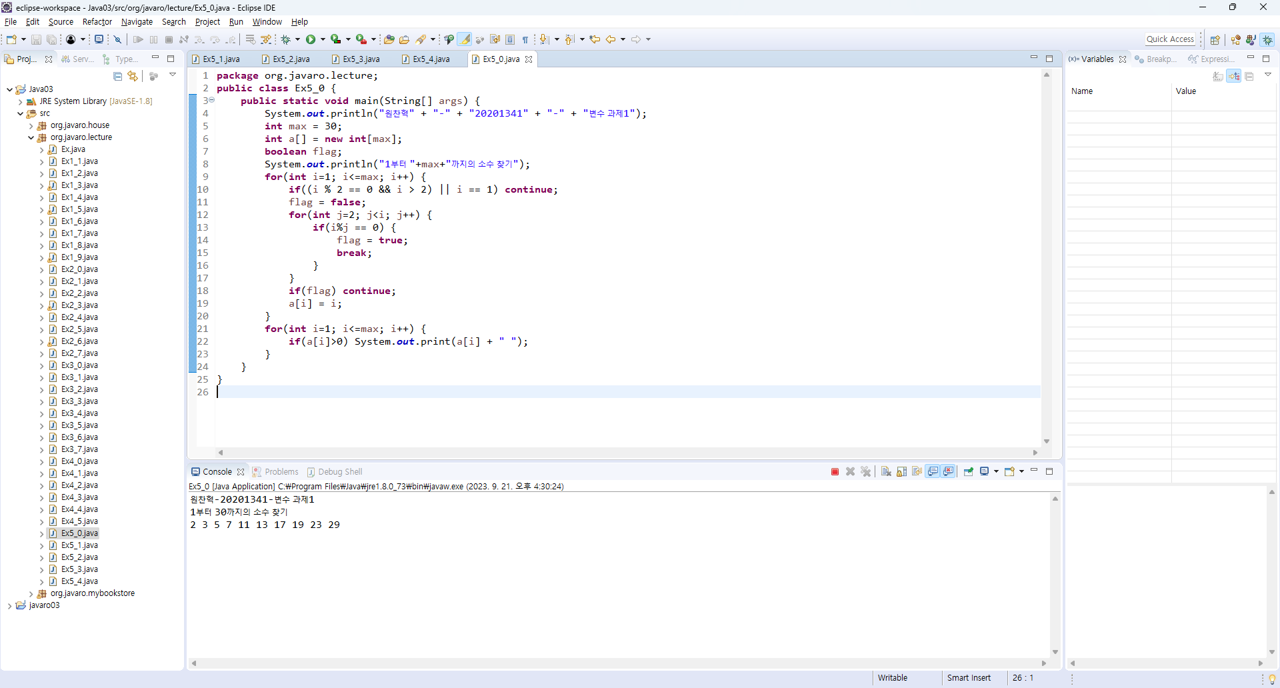 eclipse-workspace - Java03/src/org/javaro/lecture/Ex5_0.java - Eclipse IDE
File Edit Source Refactor Navigate Search Project Run Window Help
Quick Access
Proj... Serv... Type...
Java03
JRE System Library [JavaSE-1.8]
src
org.javaro.house
org.javaro.lecture
Ex.java
Ex1_1.java
Ex1_2.java
Ex1_3.java
Ex1_4.java
Ex1_5.java
Ex1_6.java
Ex1_7.java
Ex1_8.java
Ex1_9.java
Ex2_0.java
Ex2_1.java
Ex2_2.java
Ex2_3.java
Ex2_4.java
Ex2_5.java
Ex2_6.java
Ex2_7.java
Ex3_0.java
Ex3_1.java
Ex3_2.java
Ex3_3.java
Ex3_4.java
Ex3_5.java
Ex3_6.java
Ex3_7.java
Ex4_0.java
Ex4_1.java
Ex4_2.java
Ex4_3.java
Ex4_4.java
Ex4_5.java
Ex5_0.java
Ex5_1.java
Ex5_2.java
Ex5_3.java
Ex5_4.java
org.javaro.mybookstore
javaro03
Ex5_1.java Ex5_2.java Ex5_3.java Ex5_4.java Ex5_0.java
1 package org.javaro.lecture;
2 public class Ex5_0 {
3 public static void main(String[] args) {
4 System.out.println("원찬혁" + "-" + "20201341" + "-" + "변수 과제1");
5 int max = 30;
6 int a[] = new int[max];
7 boolean flag;
8 System.out.println("1부터 "+max+"까지의 소수 찾기");
9 for(int i=1; i<=max; i++) {
10 if((i % 2 == 0 && i > 2) || i == 1) continue;
11 flag = false;
12 for(int j=2; j<i; j++) {
13 if(i%j == 0) {
14 flag = true;
15 break;
16 }
17 }
18 if(flag) continue;
19 a[i] = i;
20 }
21 for(int i=1; i<=max; i++) {
22 if(a[i]>0) System.out.print(a[i] + " ");
23 }
24 }
25 }
26
Console Problems Debug Shell
Ex5_0 [Java Application] C:₩Program Files₩Java₩jre1.8.0_73₩bin₩javaw.exe (2023. 9. 21. 오후 4:30:24)
원찬혁-20201341-변수 과제1
1부터 30까지의 소수 찾기
2 3 5 7 11 13 17 19 23 29
(x)= Variables Breakp... Expressi...
Name Value
Writable Smart Insert 26 : 1